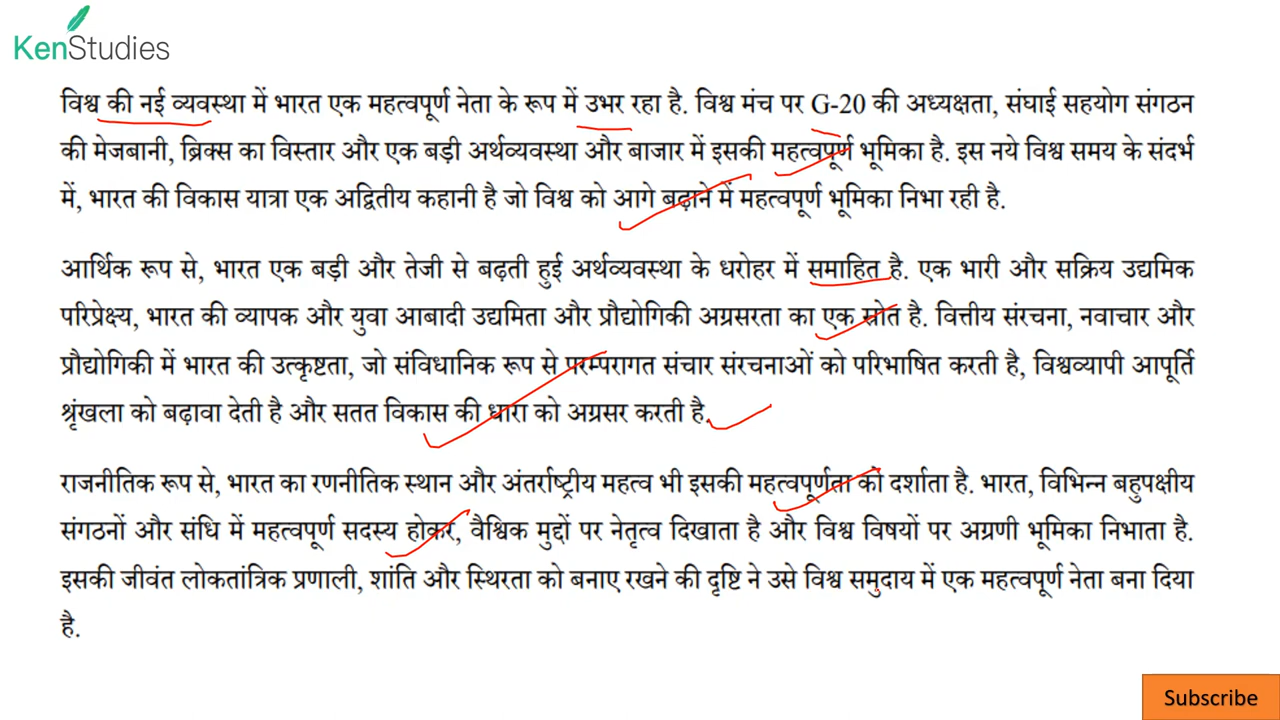 KenStudies
विश्व की नई व्यवस्था में भारत एक महत्वपूर्ण नेता के रूप में उभर रहा है. विश्व मंच पर G-20 की अध्यक्षता, संघाई सहयोग संगठन
की मेजबानी, ब्रिक्स का विस्तार और एक बड़ी अर्थव्यवस्था और बाजार में इसकी महत्वपूर्ण भूमिका है. इस नये विश्व समय के संदर्भ
में, भारत की विकास यात्रा एक अद्वितीय कहानी है जो विश्व को आगे बढ़ाने में महत्वपूर्ण भूमिका निभा रही है.
आर्थिक रूप से, भारत एक बड़ी और तेजी से बढ़ती हुई अर्थव्यवस्था के धरोहर में समाहित है. एक भारी और सक्रिय उद्यमिक
परिप्रेक्ष्य, भारत की व्यापक और युवा आबादी उद्यमिता और प्रौद्योगिकी अग्रसरता का एक स्रोत है. वित्तीय संरचना, नवाचार और
प्रौद्योगिकी में भारत की उत्कृष्टता, जो संविधानिक रूप से परम्परागत संचार संरचनाओं को परिभाषित करती है, विश्वव्यापी आपूर्ति
श्रृंखला को बढ़ावा देती है और सतत विकास की धारा को अग्रसर करती है.
राजनीतिक रूप से, भारत का रणनीतिक स्थान और अंतर्राष्ट्रीय महत्व भी इसकी महत्वपूर्णता को दर्शाता है. भारत, विभिन्न बहुपक्षीय
संगठनों और संधि में महत्वपूर्ण सदस्य होकर, वैश्विक मुद्दों पर नेतृत्व दिखाता है और विश्व विषयों पर अग्रणी भूमिका निभाता है.
इसकी जीवंत लोकतांत्रिक प्रणाली, शांति और स्थिरता को बनाए रखने की दृष्टि ने उसे विश्व समुदाय में एक महत्वपूर्ण नेता बना दिया
है.
Subscribe